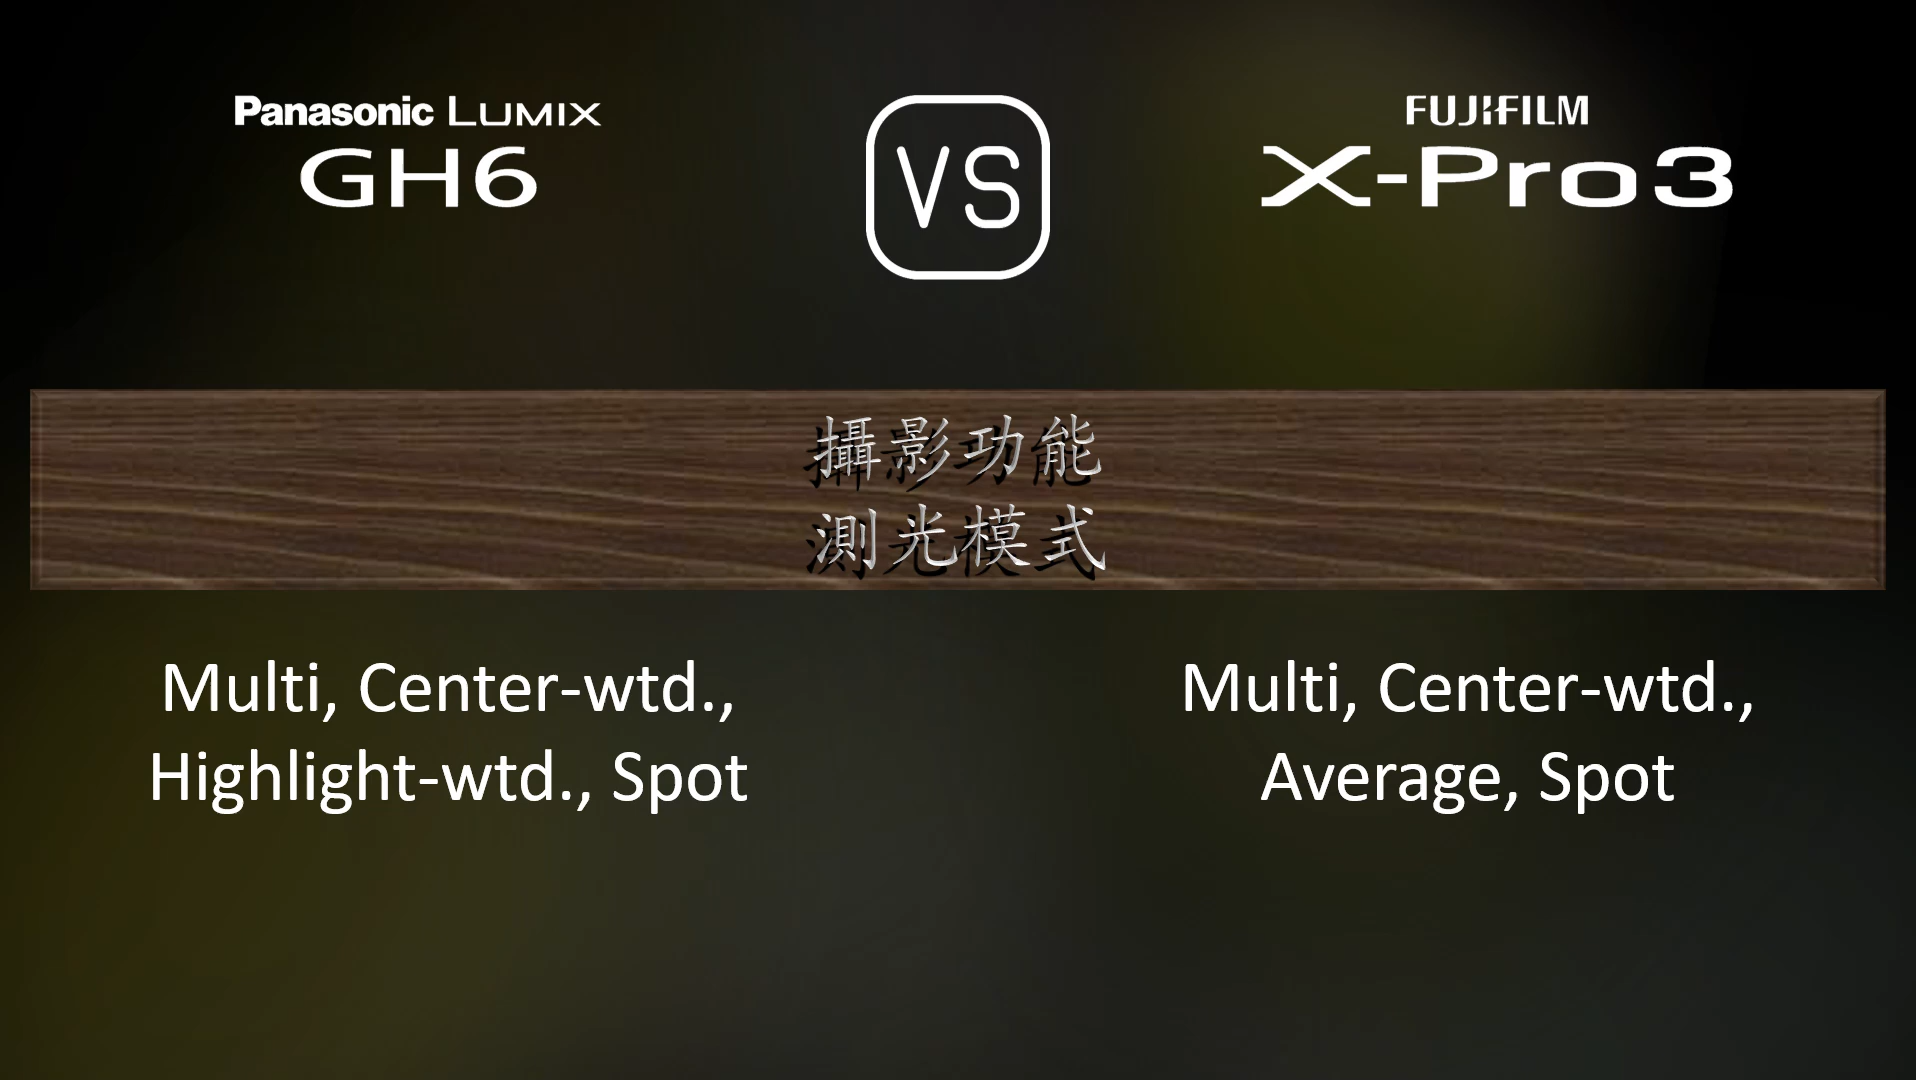 Panasonic LUMIX
GH6
VS
FUJIFILM
X-Pro3
攝影功能
測光模式
Multi, Center-wtd.,
Highlight-wtd., Spot
Multi, Center-wtd.,
Average, Spot